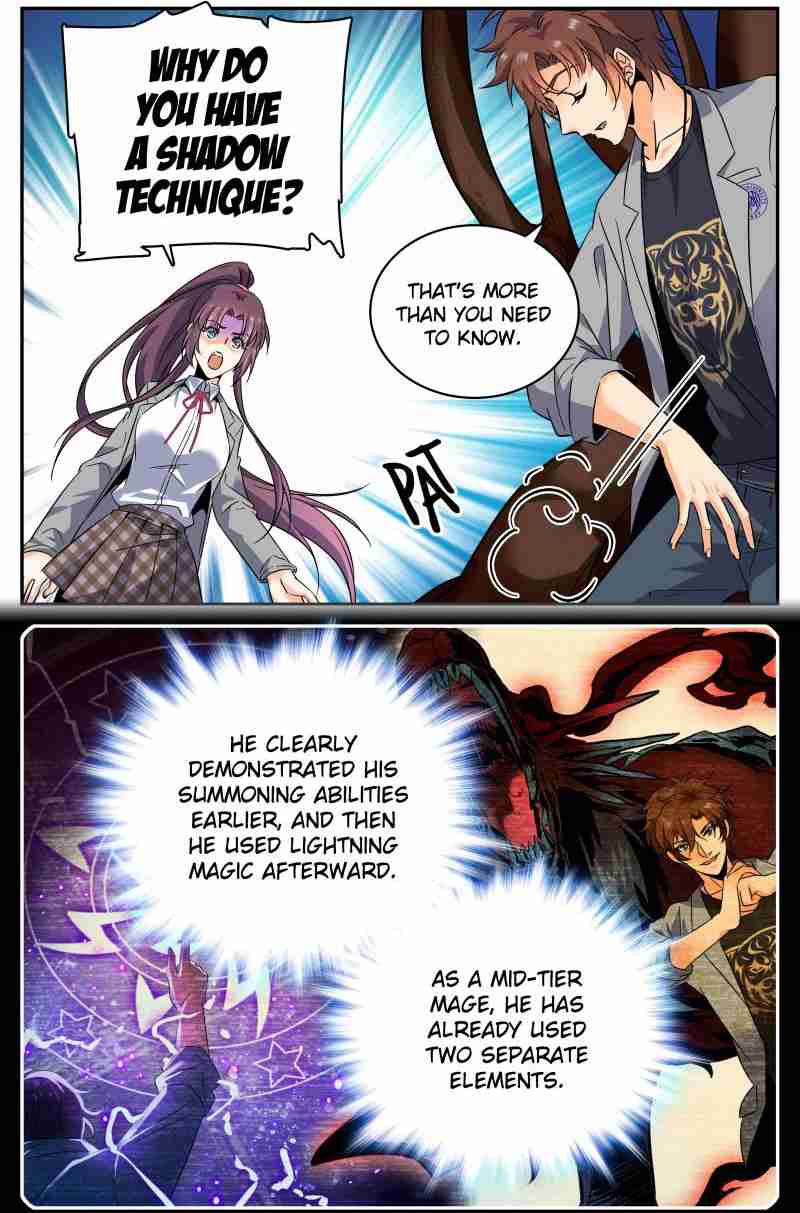 WHY DO
YOU HAVE
A SHADOW
TECHNIQUE?
THAT'S MORE
THAN YOU NEED
TO KNOW.
PAT
HE CLEARLY
DEMONSTRATED HIS
SUMMONING ABILITIES
EARLIER, AND THEN
HE USED LIGHTNING
MAGIC AFTERWARD.
AS A MID-TIER
MAGE, HE HAS
ALREADY USED
TWO SEPARATE
ELEMENTS.